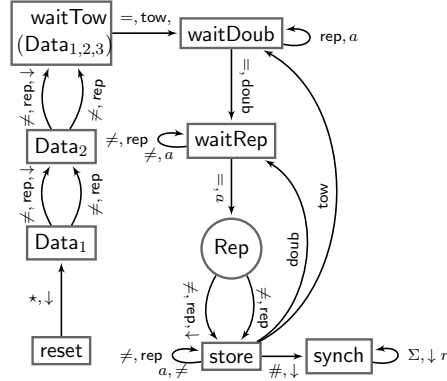 waitTow
(Data1,2,3)
=, tow,
waitDoub
rep, a
≠, rep, ↓
≠, rep
=, doub
Data2
≠, rep
≠, a
waitRep
≠, rep, ↓
≠, rep
=, a
tow
Data1
Rep
doub
⋆, ↓
≠, rep, ↓
≠, rep
reset
≠, rep
a, ≠
store
#, ↓
synch
Σ, ↓ r